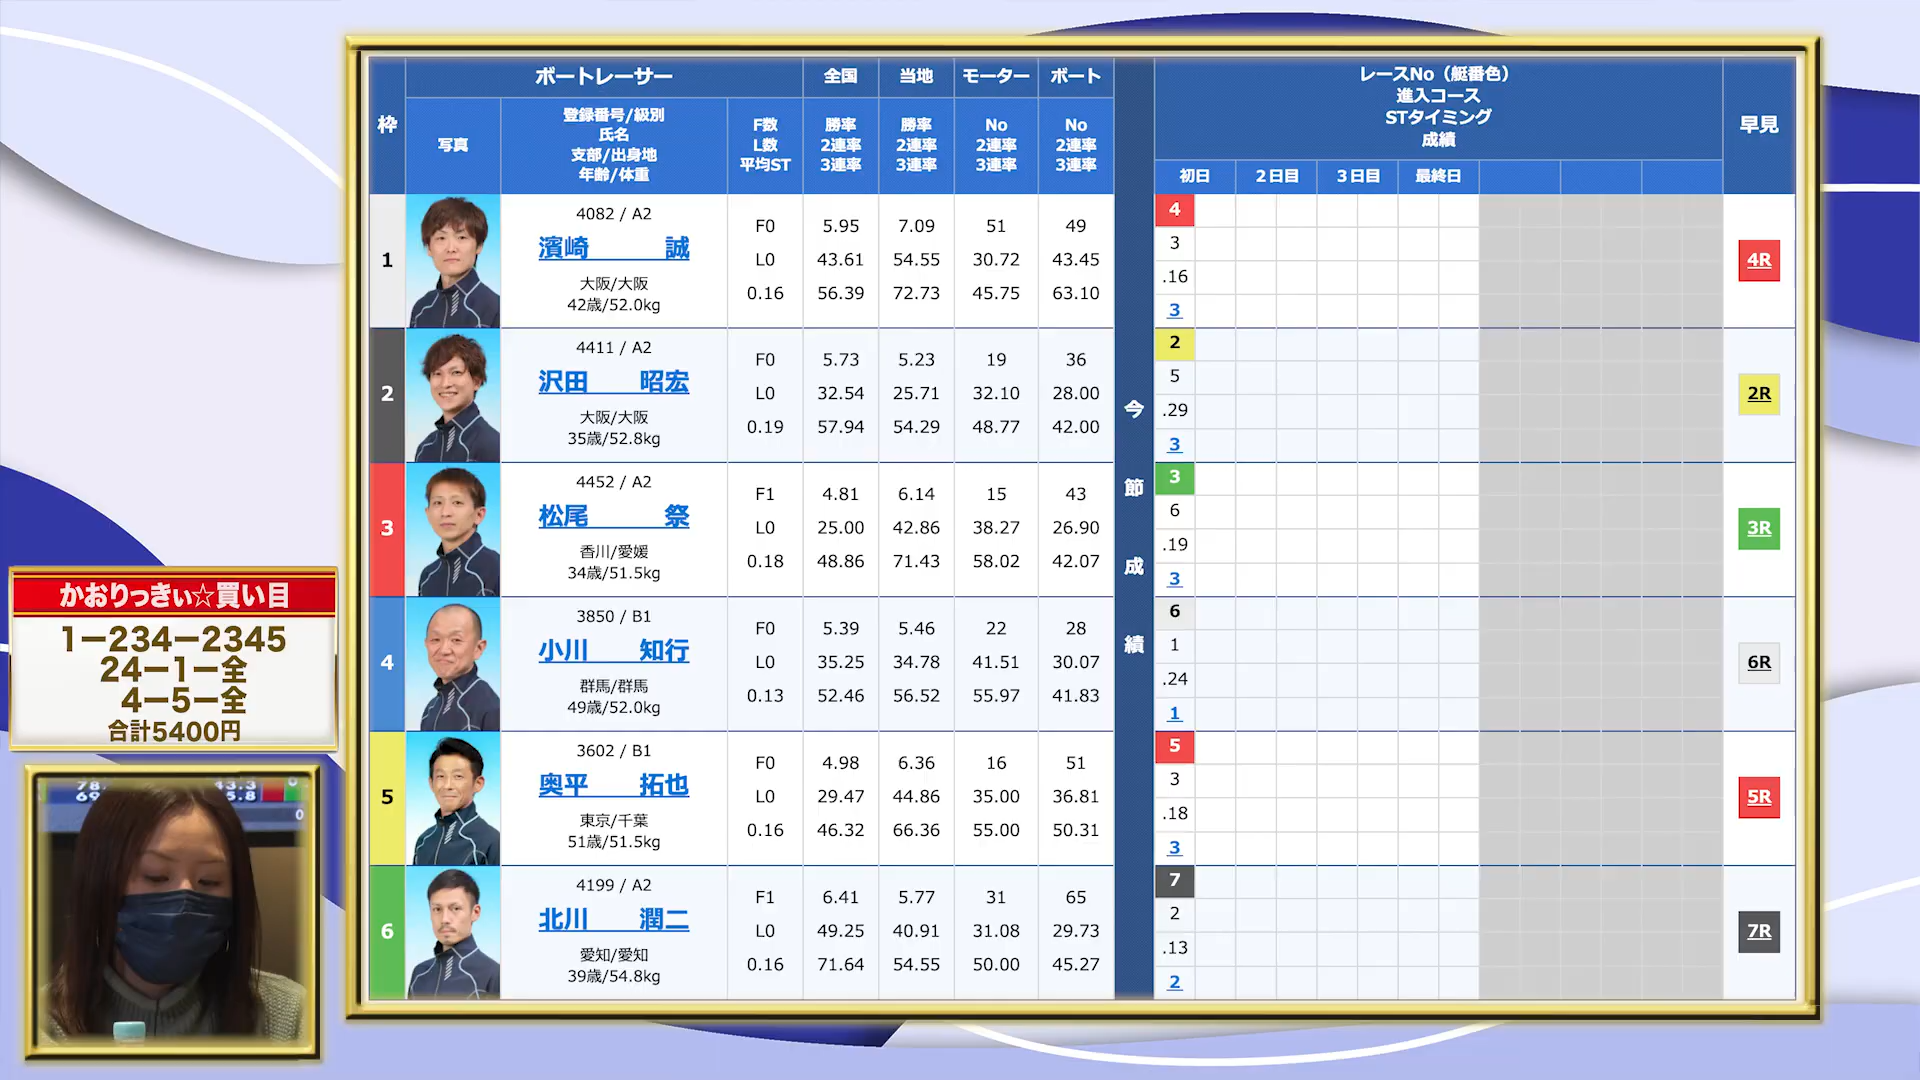 枠
ボートレーサー
全国
当地
モーター
ボート
レースNo（艇番色）
進入コース
STタイミング
成績
早見
写真
登録番号/級別
氏名
支部/出身地
年齢/体重
F数
L数
平均ST
勝率
2連率
3連率
勝率
2連率
3連率
No
2連率
3連率
No
2連率
3連率
初日
２日目
３日目
最終日
今節成績
1
4082 / A2
濱崎 誠
大阪/大阪
42歳/52.0kg
F0 5.95 7.09 51 49
L0 43.61 54.55 30.72 43.45
0.16 56.39 72.73 45.75 63.10
4
3
.16
3
4R
2
4411 / A2
沢田 昭宏
大阪/大阪
35歳/52.8kg
F0 5.73 5.23 19 36
L0 32.54 25.71 32.10 28.00
0.19 57.94 54.29 48.77 42.00
2
5
.29
3
2R
3
4452 / A2
松尾 祭
香川/愛媛
34歳/51.5kg
F1 4.81 6.14 15 43
L0 25.00 42.86 38.27 26.90
0.18 48.86 71.43 58.02 42.07
3
6
.19
3
3R
4
3850 / B1
小川 知行
群馬/群馬
49歳/52.0kg
F0 5.39 5.46 22 28
L0 35.25 34.78 41.51 30.07
0.13 52.46 56.52 55.97 41.83
6
1
.24
1
6R
5
3602 / B1
奥平 拓也
東京/千葉
51歳/51.5kg
F0 4.98 6.36 16 51
L0 29.47 44.86 35.00 36.81
0.16 46.32 66.36 55.00 50.31
5
3
.18
3
5R
6
4199 / A2
北川 潤二
愛知/愛知
39歳/54.8kg
F1 6.41 5.77 31 65
L0 49.25 40.91 31.08 29.73
0.16 71.64 54.55 50.00 45.27
7
2
.13
2
7R
かおりっきぃ☆買い目
1ー234ー2345
24ー1ー全
4ー5ー全
合計5400円